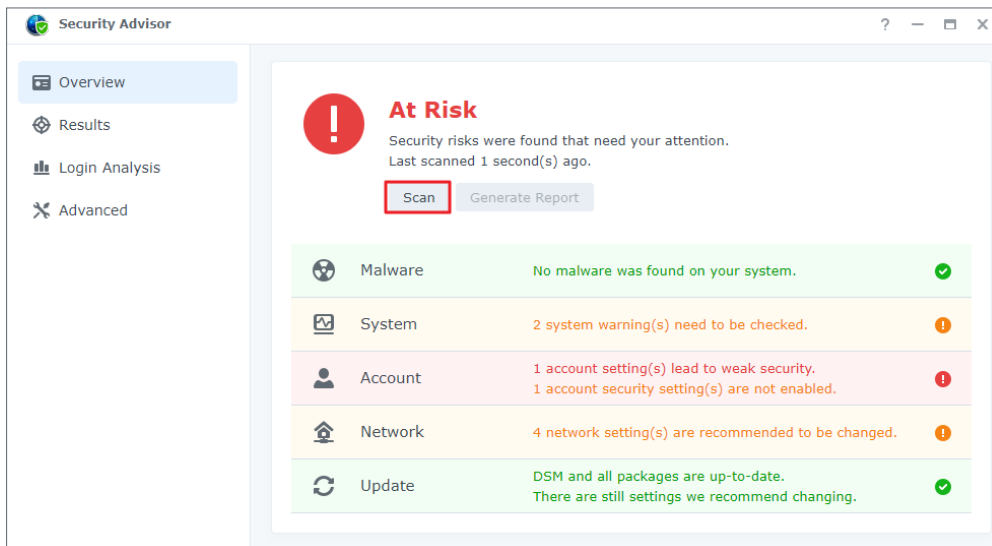 Security Advisor
?
Overview
Results
Login Analysis
Advanced
At Risk
Security risks were found that need your attention.
Last scanned 1 second(s) ago.
Scan Generate Report
Malware No malware was found on your system.
System 2 system warning(s) need to be checked.
Account 1 account setting(s) lead to weak security.
1 account security setting(s) are not enabled.
Network 4 network setting(s) are recommended to be changed.
Update DSM and all packages are up-to-date.
There are still settings we recommend changing.